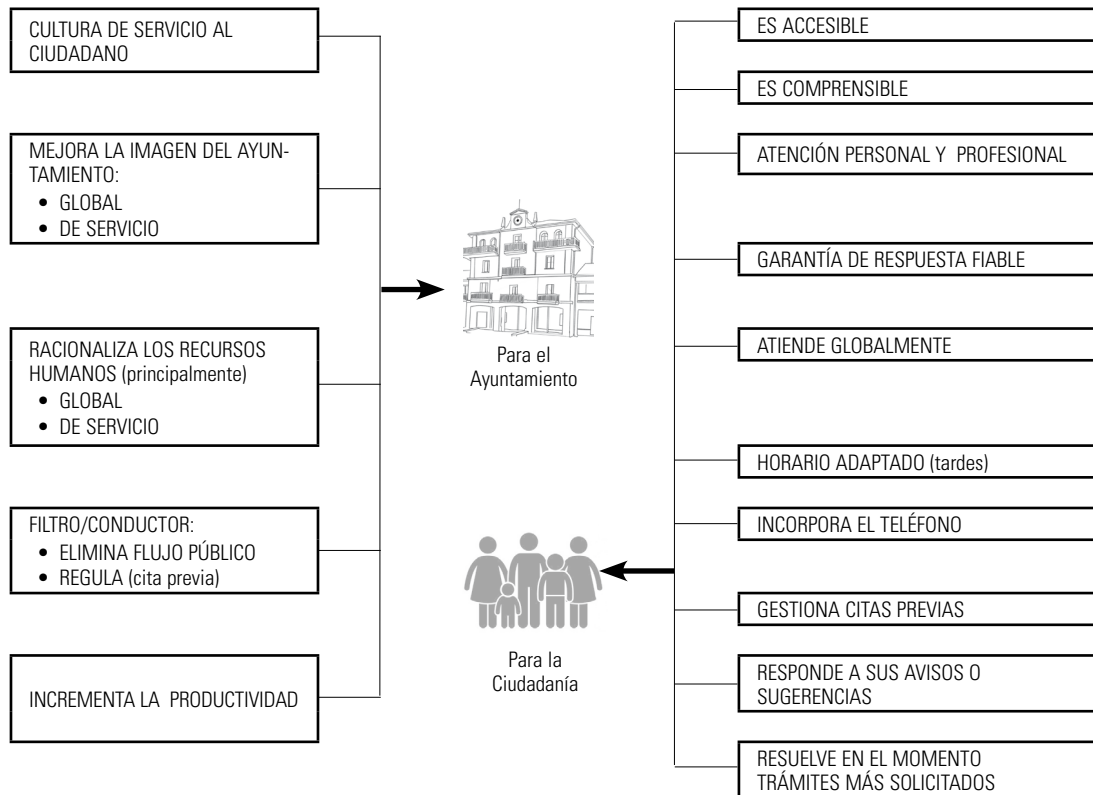 CULTURA DE SERVICIO AL
CIUDADANO
MEJORA LA IMAGEN DEL AYUN-
TAMIENTO:
• GLOBAL
• DE SERVICIO
RACIONALIZA LOS RECURSOS
HUMANOS (principalmente)
• GLOBAL
• DE SERVICIO
FILTRO/CONDUCTOR:
• ELIMINA FLUJO PÚBLICO
• REGULA (cita previa)
INCREMENTA LA PRODUCTIVIDAD
Para el
Ayuntamiento
Para la
Ciudadanía
ES ACCESIBLE
ES COMPRENSIBLE
ATENCIÓN PERSONAL Y PROFESIONAL
GARANTÍA DE RESPUESTA FIABLE
ATIENDE GLOBALMENTE
HORARIO ADAPTADO (tardes)
INCORPORA EL TELÉFONO
GESTIONA CITAS PREVIAS
RESPONDE A SUS AVISOS O
SUGERENCIAS
RESUELVE EN EL MOMENTO
TRÁMITES MÁS SOLICITADOS